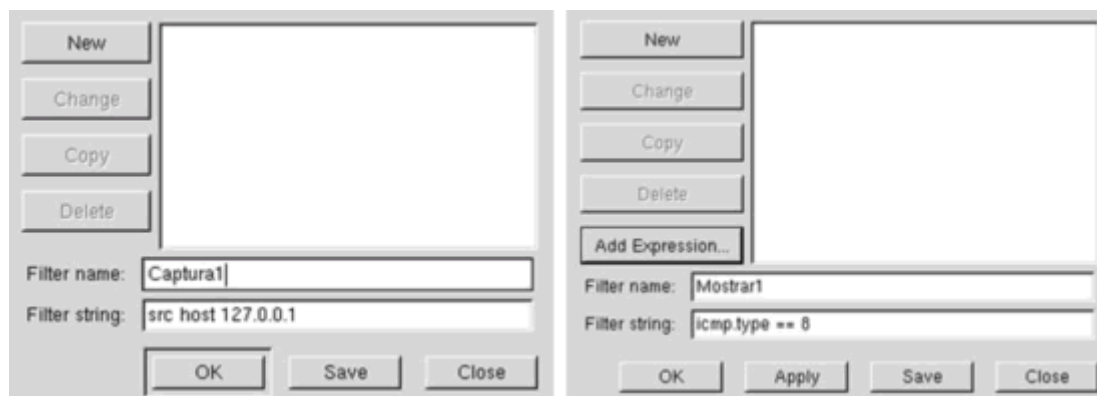 New
Change
Copy
Delete
Filter name: Captura1
Filter string: src host 127.0.0.1
OK Save Close
New
Change
Copy
Delete
Add Expression...
Filter name: Mostrar1
Filter string: icmp.type == 8
OK Apply Save Close